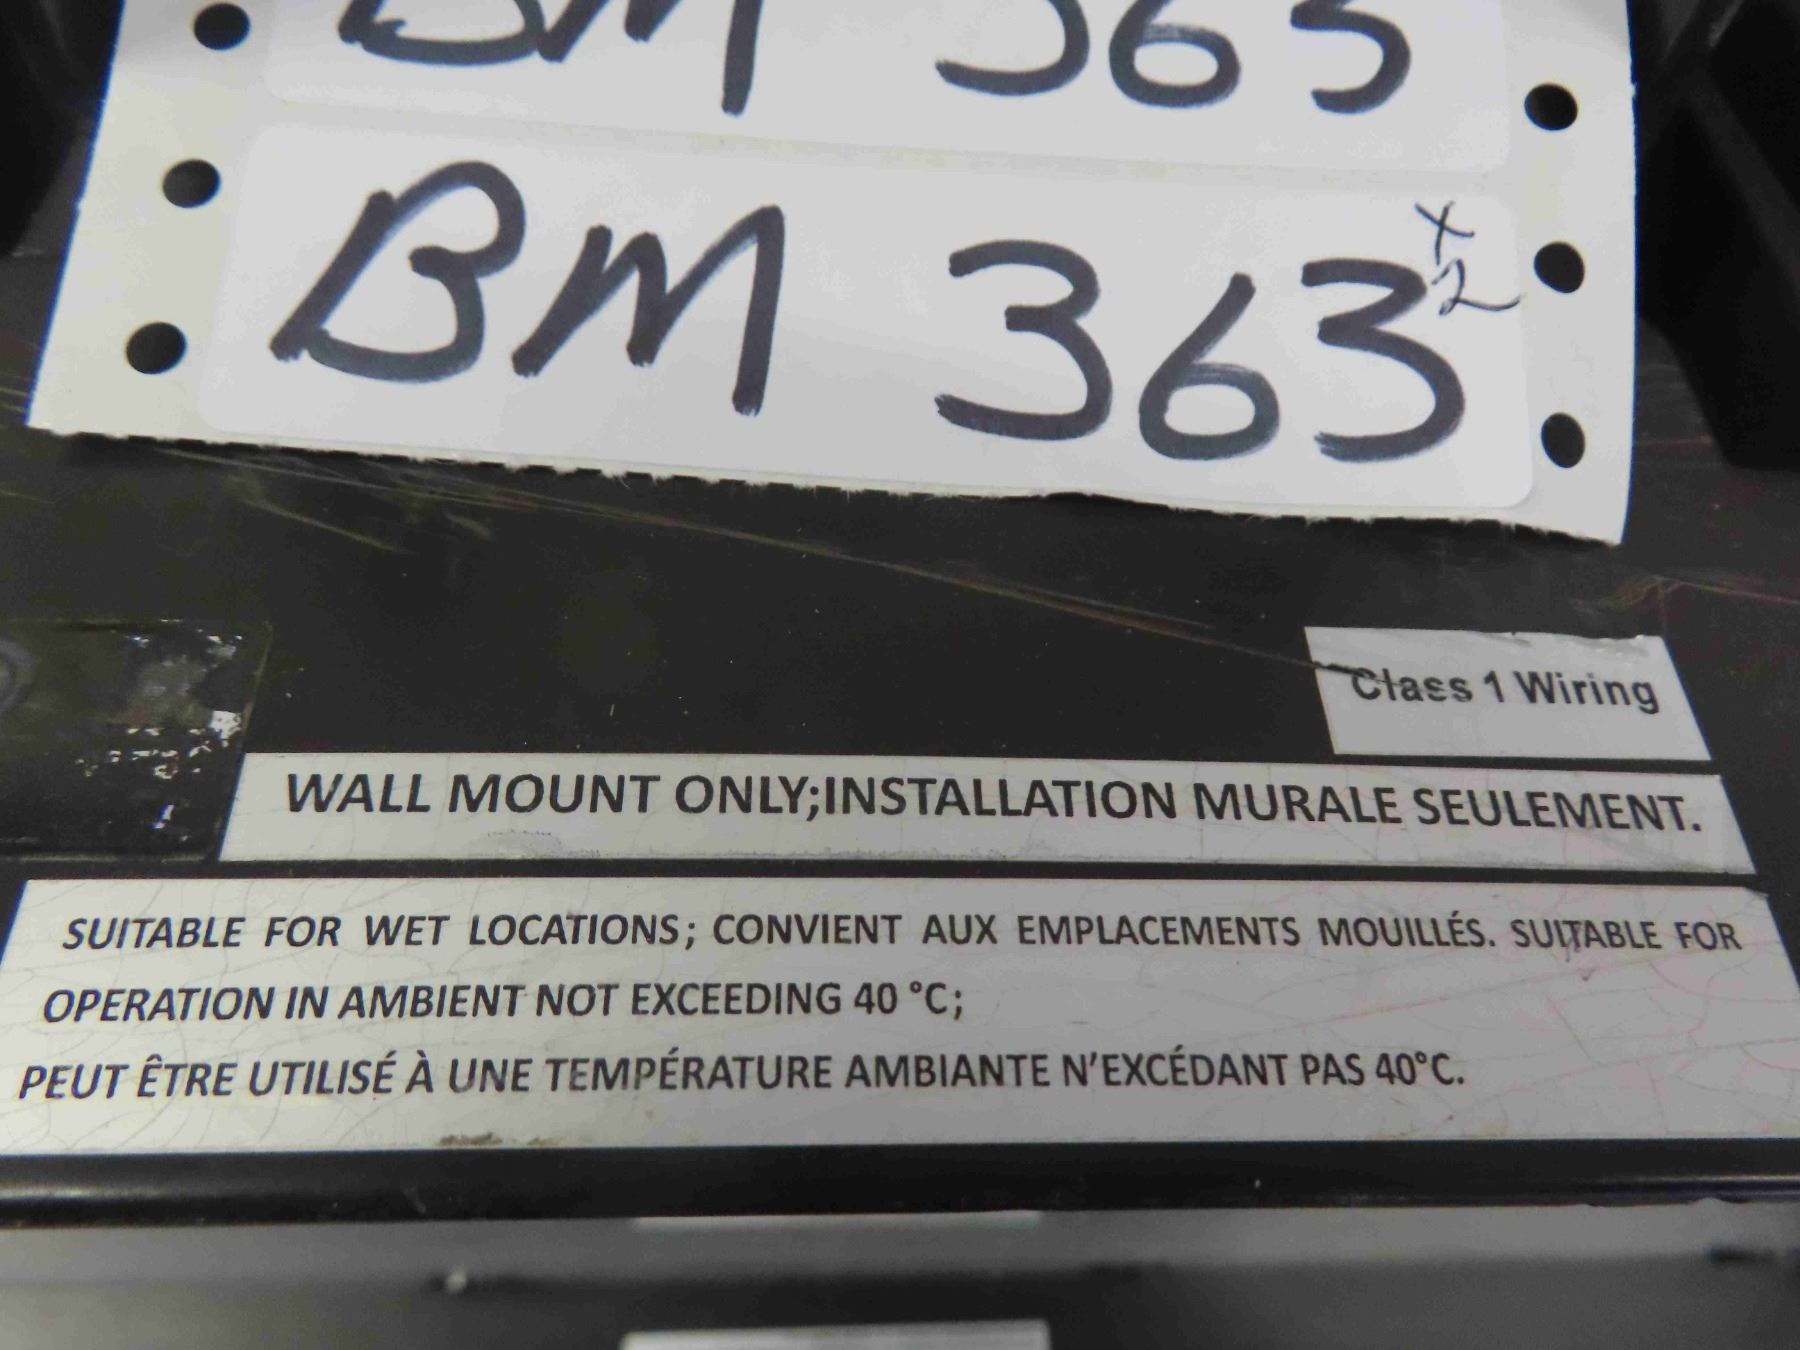 BM 363
BM 363 x2
Class 1 Wiring
WALL MOUNT ONLY;INSTALLATION MURALE SEULEMENT.
SUITABLE FOR WET LOCATIONS; CONVIENT AUX EMPLACEMENTS MOUILLÉS. SUITABLE FOR
OPERATION IN AMBIENT NOT EXCEEDING 40 °C;
PEUT ÊTRE UTILISÉ À UNE TEMPÉRATURE AMBIANTE N'EXCÉDANT PAS 40°C.